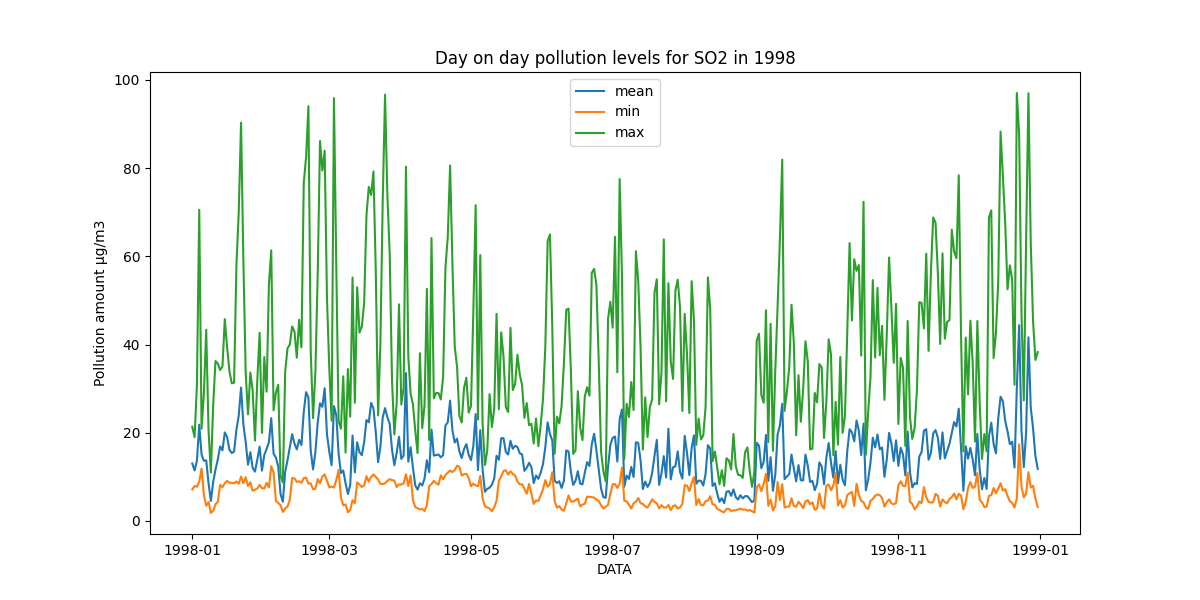 Day on day pollution levels for SO2 in 1998
mean
min
max
Pollution amount µg/m3
100
80
60
40
20
0
1998-01
1998-03
1998-05
1998-07
1998-09
1998-11
1999-01
DATA